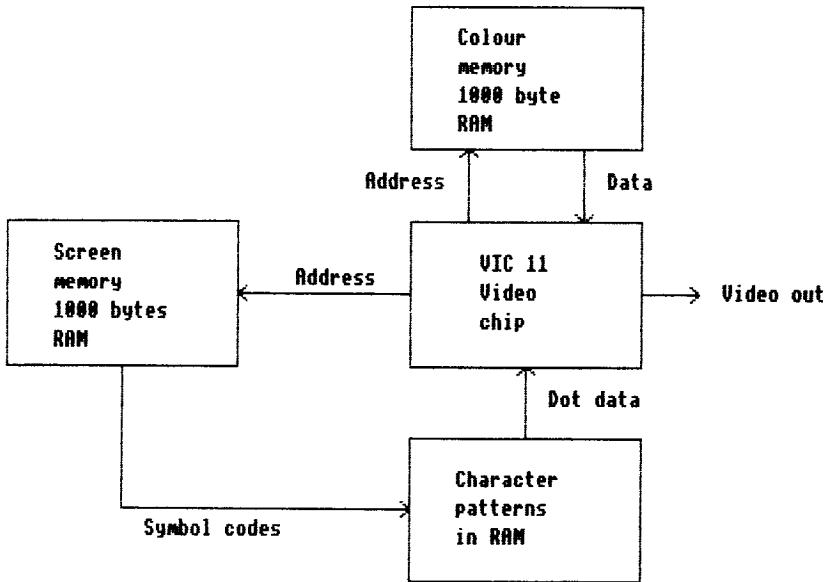 Colour
memory
1000 byte
RAM
Address
Data
Screen
memory
1000 bytes
RAM
Address
VIC 11
Video
chip
Video out
Dot data
Character
patterns
in RAM
Symbol codes